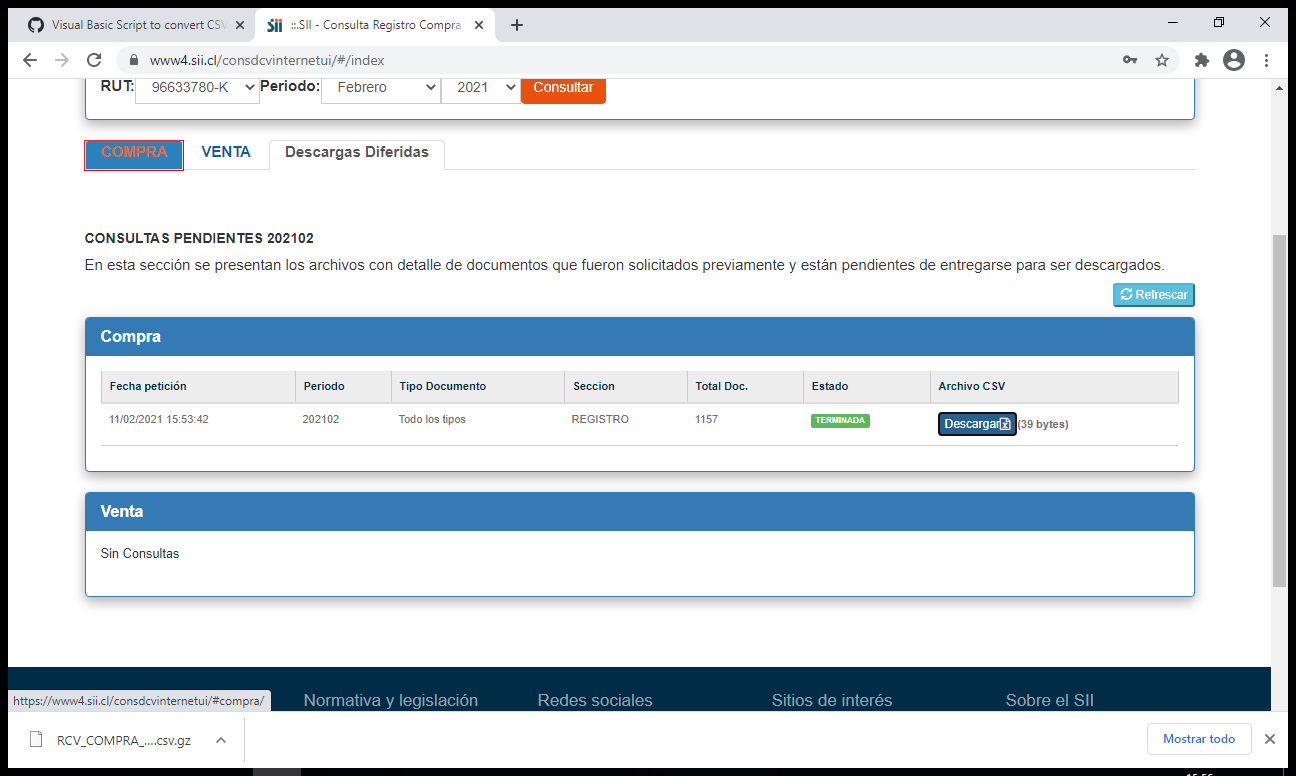 Visual Basic Script to convert CSV
::.SII - Consulta Registro Compra
www4.sii.cl/consdcvinternetui/#/index
RUT: 96633780-K Periodo: Febrero 2021 Consultar
COMPRA VENTA Descargas Diferidas
CONSULTAS PENDIENTES 202102
En esta sección se presentan los archivos con detalle de documentos que fueron solicitados previamente y están pendientes de entregarse para ser descargados.
Refrescar
Compra
Fecha petición Periodo Tipo Documento Seccion Total Doc. Estado Archivo CSV
11/02/2021 15:53:42 202102 Todo los tipos REGISTRO 1157 TERMINADA Descargar (39 bytes)
Venta
Sin Consultas
https://www4.sii.cl/consdcvinternetui/#compra/
Normativa y legislación Redes sociales Sitios de interés Sobre el SII
RCV_COMPRA_....csv.gz
Mostrar todo